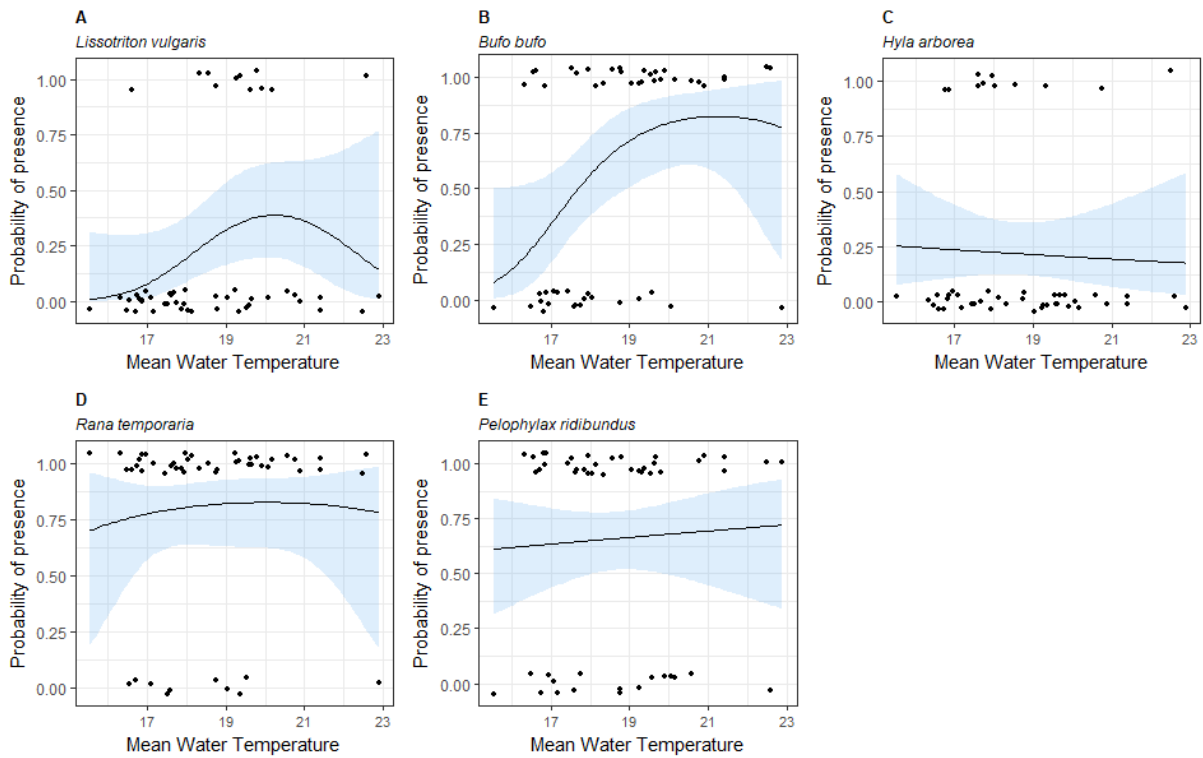 A
Lissotriton vulgaris
Probability of presence
1.00
0.75
0.50
0.25
0.00
17 19 21 23
Mean Water Temperature
B
Bufo bufo
Probability of presence
1.00
0.75
0.50
0.25
0.00
17 19 21 23
Mean Water Temperature
C
Hyla arborea
Probability of presence
1.00
0.75
0.50
0.25
0.00
17 19 21 23
Mean Water Temperature
D
Rana temporaria
Probability of presence
1.00
0.75
0.50
0.25
0.00
17 19 21 23
Mean Water Temperature
E
Pelophylax ridibundus
Probability of presence
1.00
0.75
0.50
0.25
0.00
17 19 21 23
Mean Water Temperature